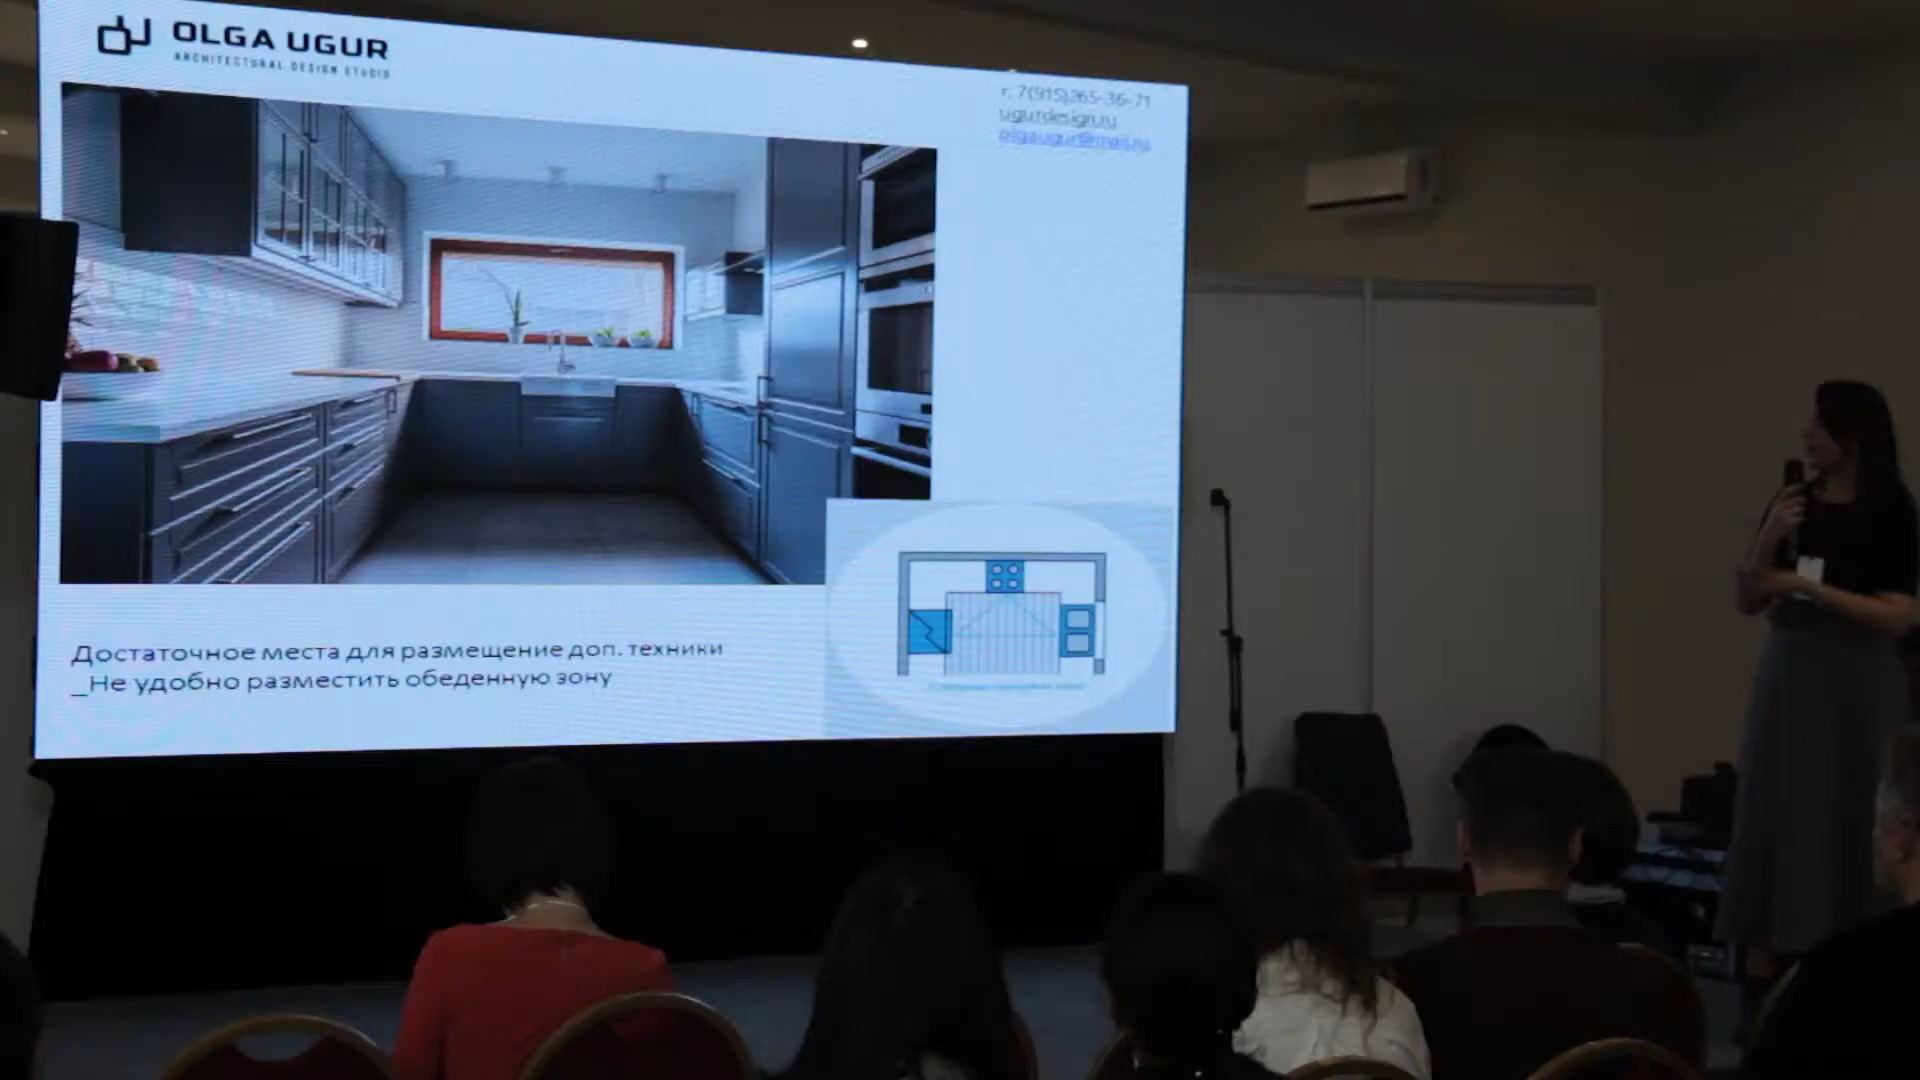 OLGA UGUR
ARCHITECTURAL DESIGN STUDIO
т. 7(915)265-36-71
ugurdesign.ru
olgaugur@mail.ru
Достаточное места для размещение доп. техники
_Не удобно разместить обеденную зону